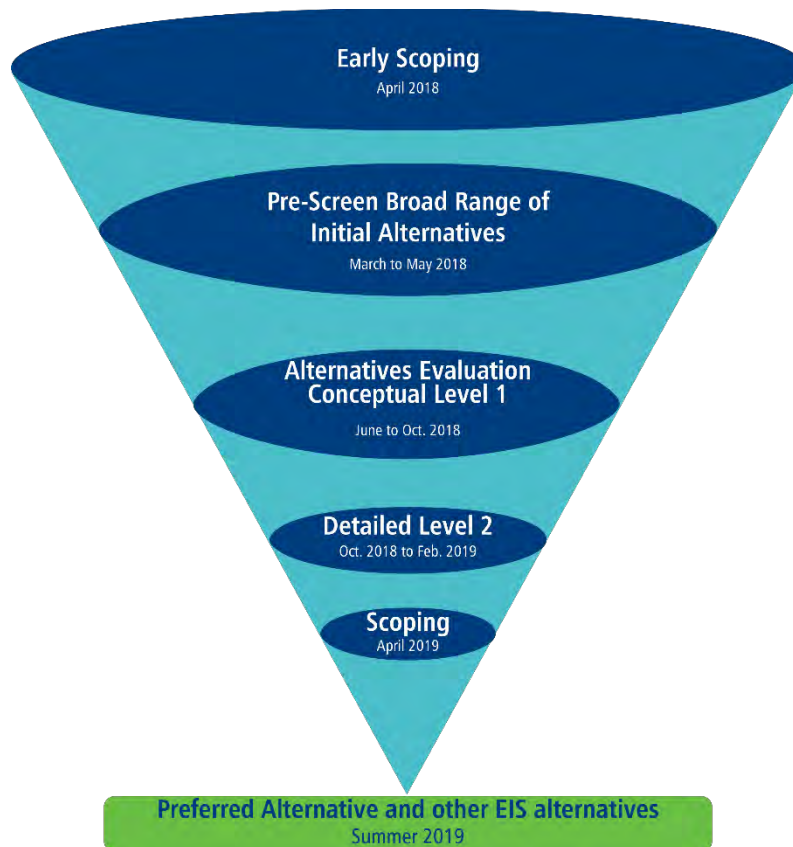 Early Scoping
April 2018
Pre-Screen Broad Range of
Initial Alternatives
March to May 2018
Alternatives Evaluation
Conceptual Level 1
June to Oct. 2018
Detailed Level 2
Oct. 2018 to Feb. 2019
Scoping
April 2019
Preferred Alternative and other EIS alternatives
Summer 2019